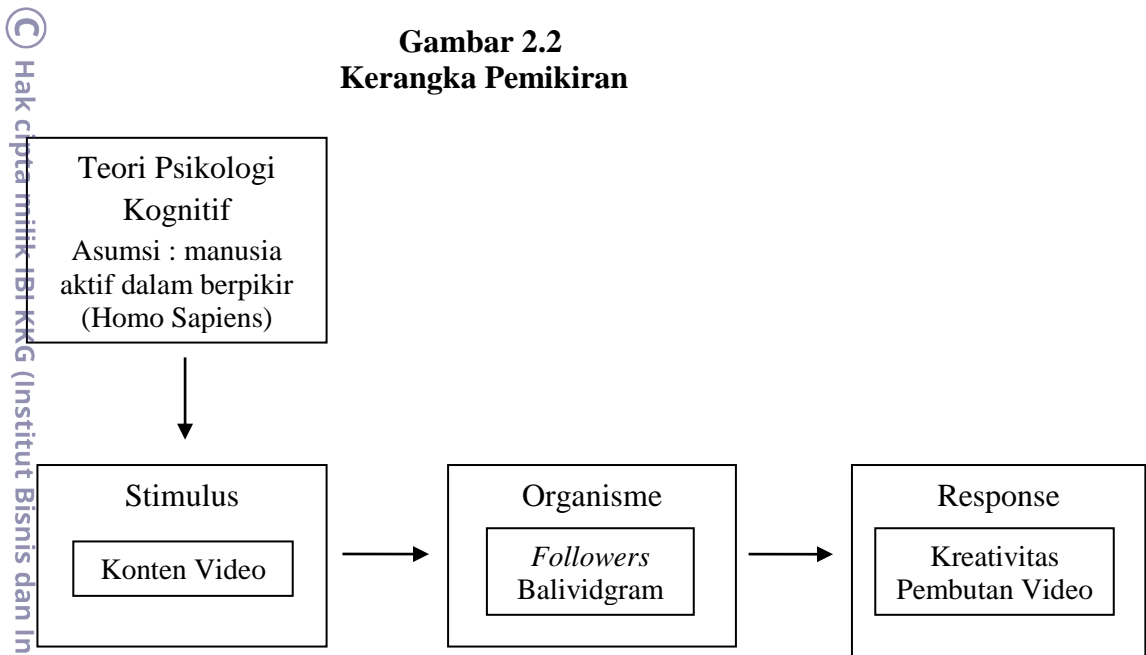 Gambar 2.2
Kerangka Pemikiran
© Hak cipta milik IBI KKG (Institut Bisnis dan In
Teori Psikologi
Kognitif
Asumsi : manusia
aktif dalam berpikir
(Homo Sapiens)
Stimulus
Konten Video
Organisme
Followers
Balividgram
Response
Kreativitas
Pembutan Video